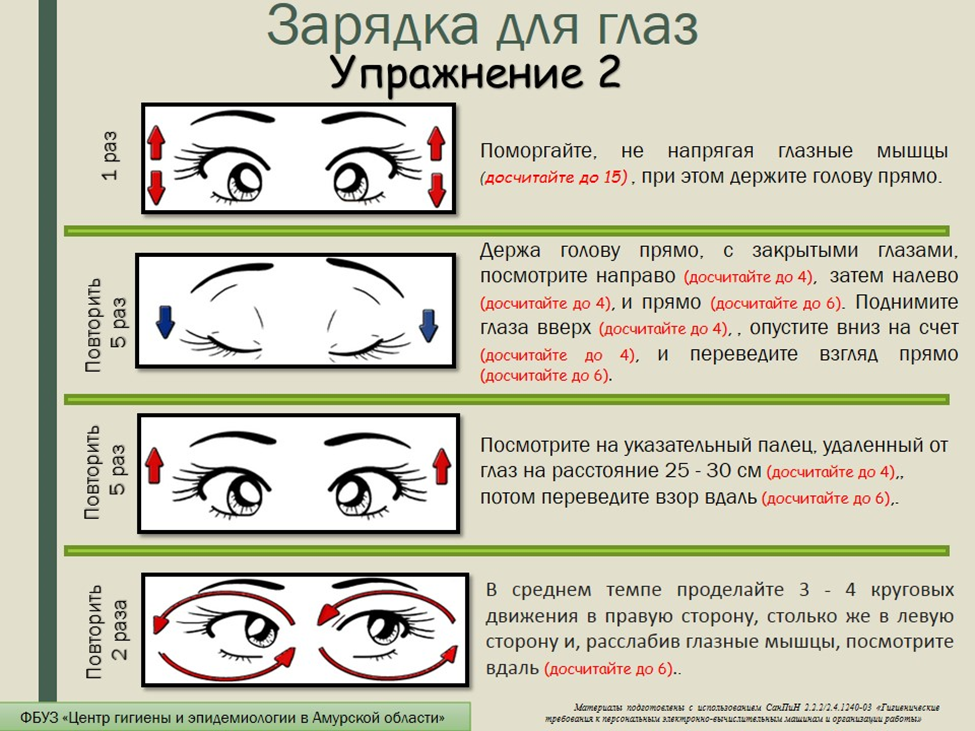 Зарядка для глаз
Упражнение 2
1 раз
Поморгайте, не напрягая глазные мышцы
(досчитайте до 15) , при этом держите голову прямо.
Повторить
5 раз
Держа голову прямо, с закрытыми глазами,
посмотрите направо (досчитайте до 4), затем налево
(досчитайте до 4), и прямо (досчитайте до 6). Поднимите
глаза вверх (досчитайте до 4), , опустите вниз на счет
(досчитайте до 4), и переведите взгляд прямо
(досчитайте до 6).
Повторить
5 раз
Посмотрите на указательный палец, удаленный от
глаз на расстояние 25 - 30 см (досчитайте до 4),,
потом переведите взор вдаль (досчитайте до 6),.
Повторить
2 раза
В среднем темпе проделайте 3 - 4 круговых
движения в правую сторону, столько же в левую
сторону и, расслабив глазные мышцы, посмотрите
вдаль (досчитайте до 6)..
ФБУЗ «Центр гигиены и эпидемиологии в Амурской области»
Материалы подготовлены с использованием СанПиН 2.2.2/2.4.1240-03 «Гигиенические
требования к персональным электронно-вычислительным машинам и организации работы»